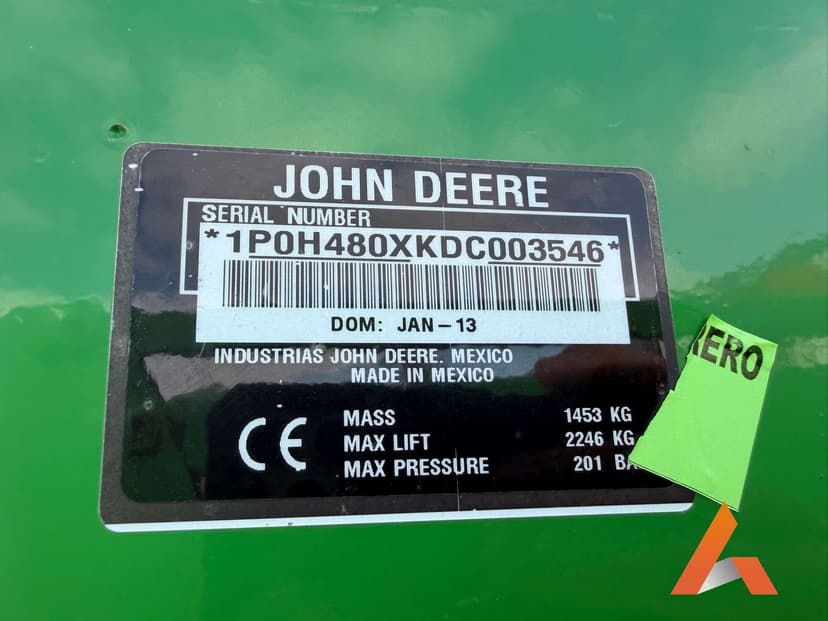 JOHN DEERE
SERIAL NUMBER
*1P0H480XKDC003546*
DOM: JAN-13
INDUSTRIAS JOHN DEERE. MEXICO
MADE IN MEXICO
CE
MASS 1453 KG
MAX LIFT 2246 KG
MAX PRESSURE 201